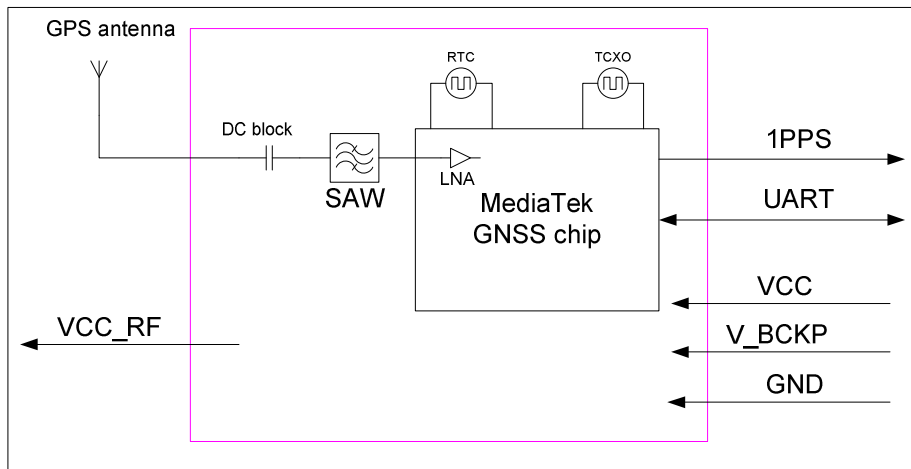 GPS antenna
RTC
TCXO
DC block
SAW
LNA
MediaTek
GNSS chip
1PPS
UART
VCC
VCC_RF
V_BCKP
GND